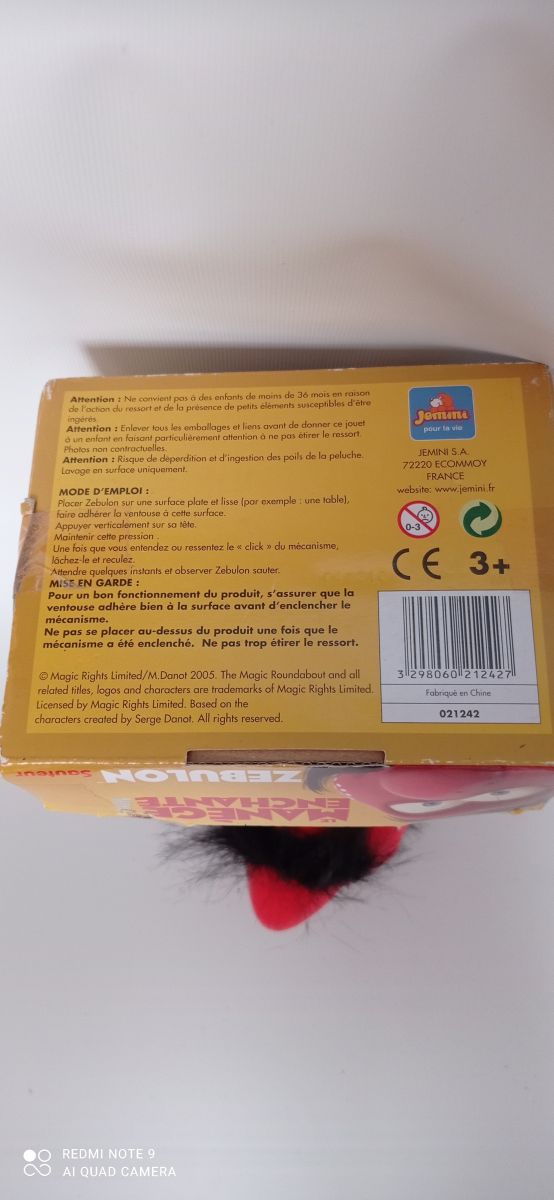 Attention : Ne convient pas à des enfants de moins de 36 mois en raison
de l'action du ressort et de la présence de petits éléments susceptibles d'être
ingérés.
Attention : Enlever tous les emballages et liens avant de donner ce jouet
à un enfant en faisant particulièrement attention à ne pas étirer le ressort.
Photos non contractuelles.
Attention : Risque de déperdition et d'ingestion des poils de la peluche.
Lavage en surface uniquement.
MODE D'EMPLOI :
Placer Zebulon sur une surface plate et lisse (par exemple : une table),
faire adhérer la ventouse à cette surface.
Appuyer verticalement sur sa tête.
Maintenir cette pression .
Une fois que vous entendez ou ressentez le « click » du mécanisme,
lâchez-le et reculez.
Attendre quelques instants et observer Zebulon sauter.
MISE EN GARDE :
Pour un bon fonctionnement du produit, s'assurer que la
ventouse adhère bien à la surface avant d'enclencher le
mécanisme.
Ne pas se placer au-dessus du produit une fois que le
mécanisme a été enclenché. Ne pas trop étirer le ressort.
© Magic Rights Limited/M.Danot 2005. The Magic Roundabout and all
related titles, logos and characters are trademarks of Magic Rights Limited.
Licensed by Magic Rights Limited. Based on the
characters created by Serge Danot. All rights reserved.
Jemini
pour la vie
JEMINI S.A.
72220 ECOMMOY
FRANCE
website: www.jemini.fr
0-3
CE 3+
3 298060 212427
Fabriqué en Chine
021242
ZEBULON Sauteur
LE
MANÈGE
ENCHANTÉ
REDMI NOTE 9
AI QUAD CAMERA